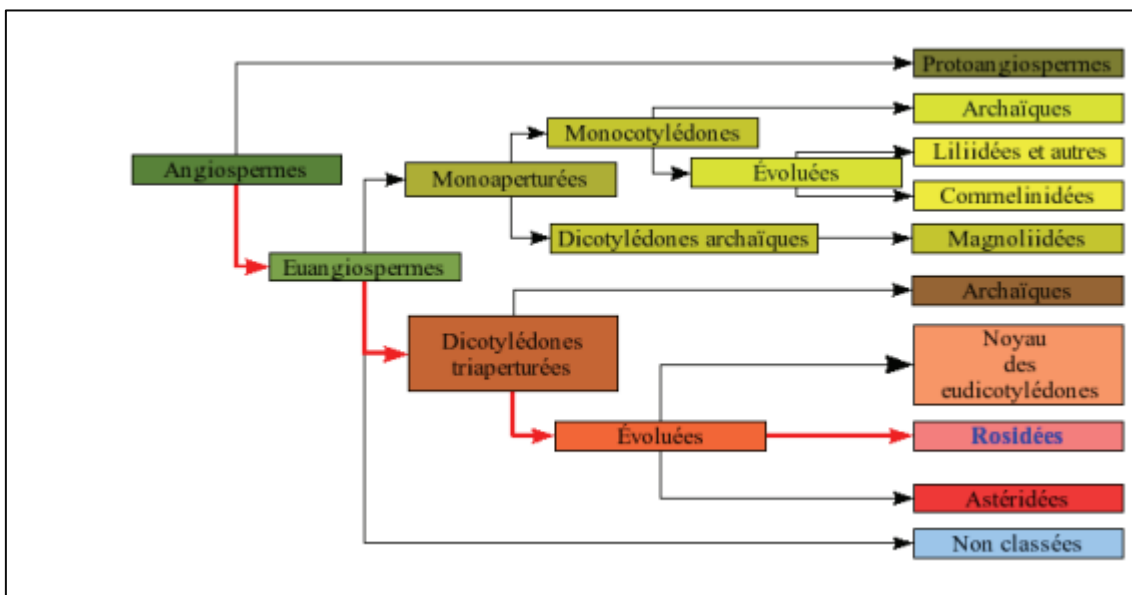 Protoangiospermes
Archaïques
Monocotylédones
Liliidées et autres
Angiospermes
Évoluées
Monoaperturées
Commelinidées
Dicotylédones archaïques
Magnoliidées
Euangiospermes
Archaïques
Dicotylédones
triaperturées
Noyau
des
eudicotylédones
Évoluées
Rosidées
Astéridées
Non classées